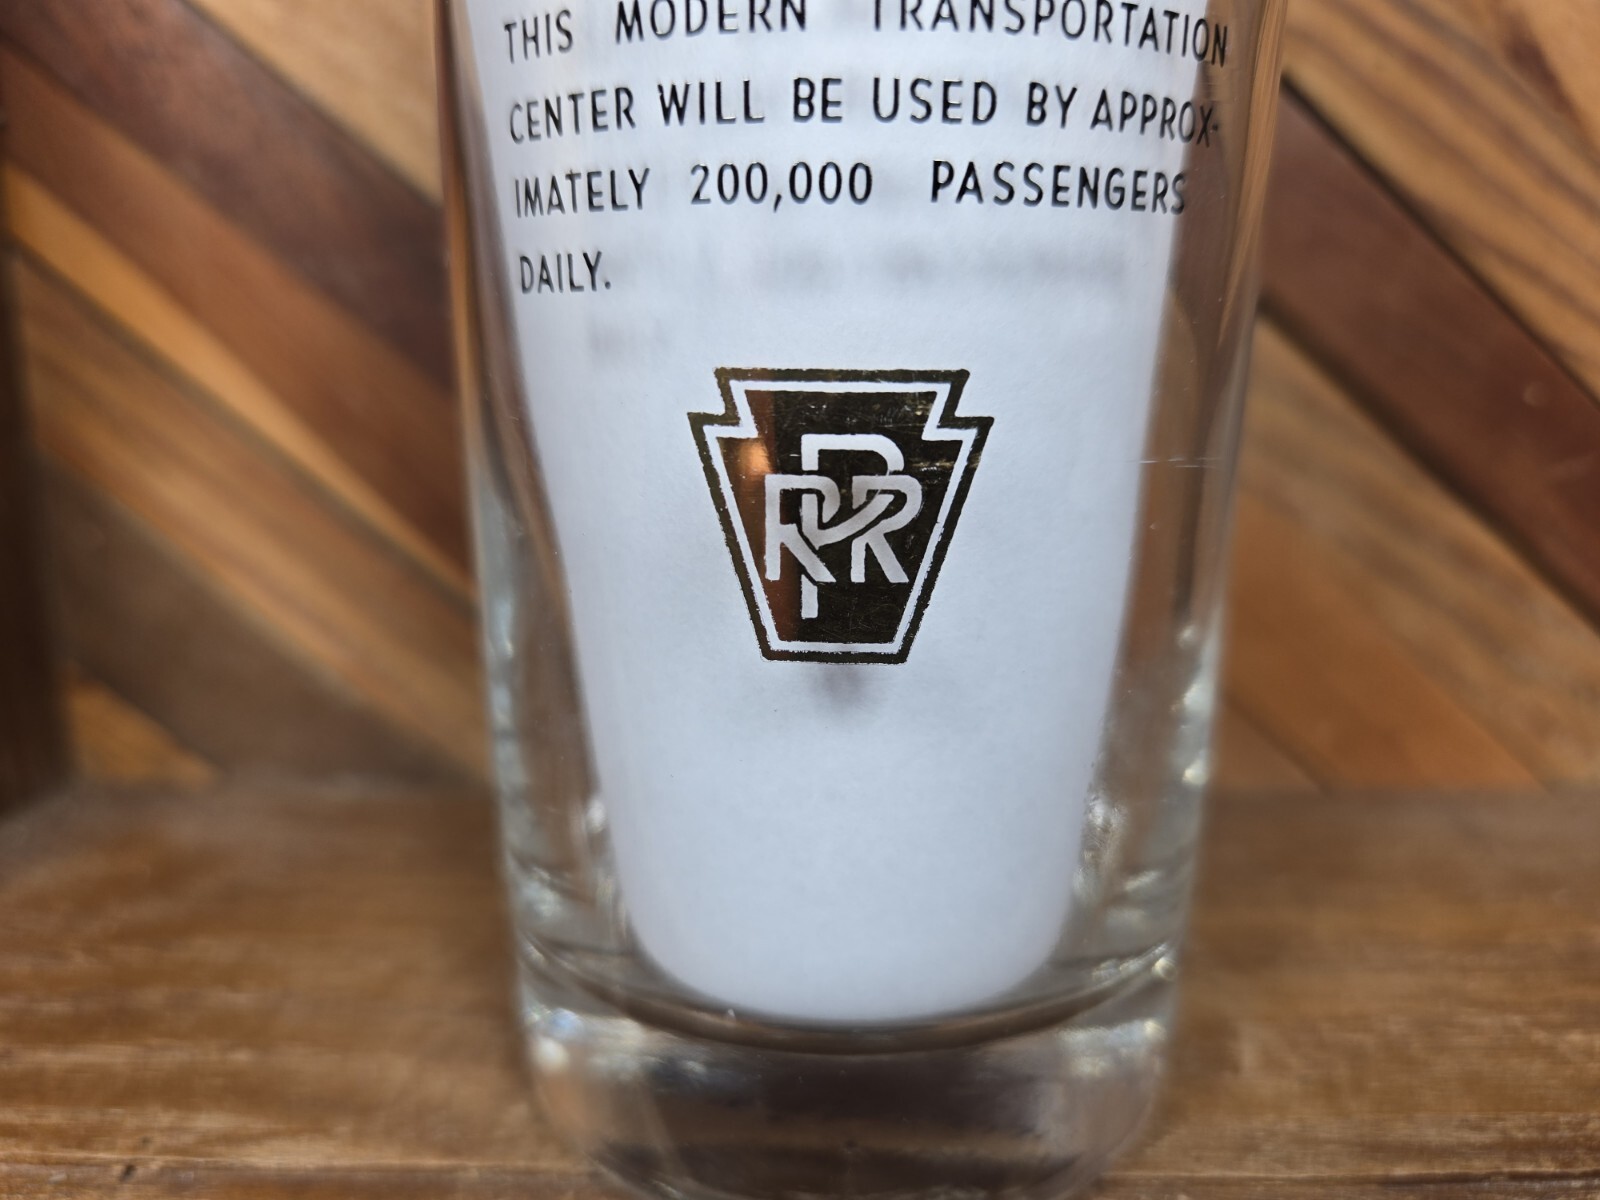 THIS MODERN TRANSPORTATION
CENTER WILL BE USED BY APPROX-
IMATELY 200,000 PASSENGERS
DAILY.
PRR